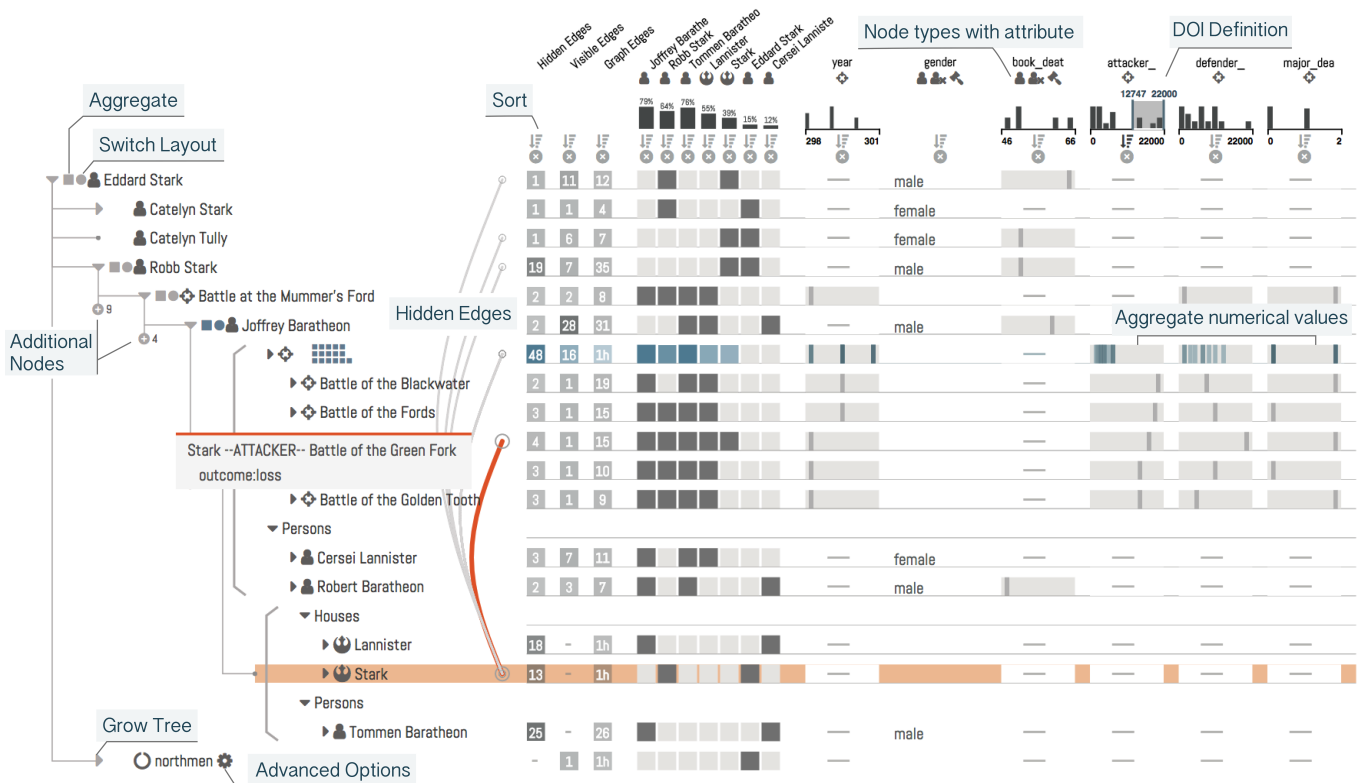 Hidden Edges
Visible Edges
Graph Edges
Joffrey Barathe
Robb Stark
Tommen Baratheo
Lannister
Stark
Eddard Stark
Cersei Lanniste
Node types with attribute
DOI Definition
year
gender
book_deat
attacker_
defender_
major_dea
Aggregate
Sort
12747 22000
79% 64% 76% 55% 39% 15% 12%
Switch Layout
298 301
46 66
0 22000
0 22000
0 2
Eddard Stark 1 11 12 male
Catelyn Stark 1 1 4 female
Catelyn Tully 1 6 7 female
Robb Stark 19 7 35 male
Battle at the Mummer's Ford 2 2 8
9
Hidden Edges
Joffrey Baratheon 2 28 31 male
Aggregate numerical values
Additional
Nodes
4
48 16 1h
Battle of the Blackwater 2 1 19
Battle of the Fords 3 1 15
Stark --ATTACKER-- Battle of the Green Fork
outcome:loss
4 1 15
3 1 10
Battle of the Golden Tooth 3 1 9
Persons
Cersei Lannister 3 7 11 female
Robert Baratheon 2 3 7 male
Houses
Lannister 18 - 1h
Stark 13 - 1h
Persons
Grow Tree
Tommen Baratheon 25 - 26 male
northmen - 1 1h
Advanced Options